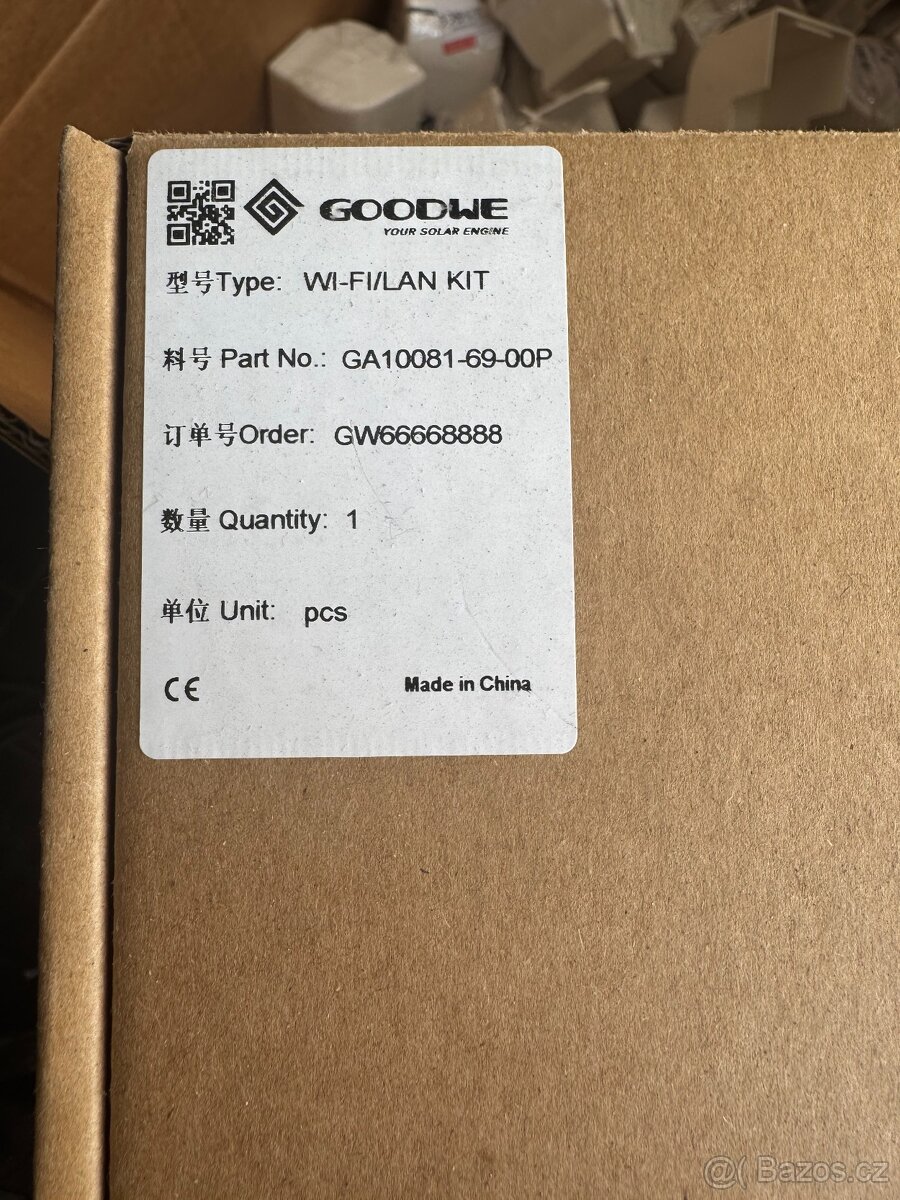 GOODWE
YOUR SOLAR ENGINE
型号Type: WI-FI/LAN KIT
料号 Part No.: GA10081-69-00P
订单号Order: GW66668888
数量 Quantity: 1
单位 Unit: pcs
CE Made in China
@( Bazos.cz